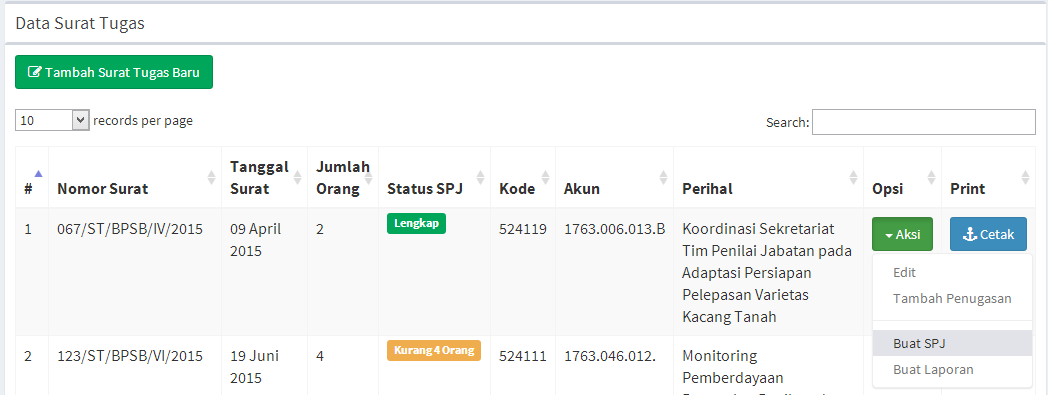 Data Surat Tugas
Tambah Surat Tugas Baru
10 records per page
Search:
# Nomor Surat Tanggal Surat Jumlah Orang Status SPJ Kode Akun Perihal Opsi Print
1 067/ST/BPSB/IV/2015 09 April 2015 2 Lengkap 524119 1763.006.013.B Koordinasi Sekretariat Tim Penilai Jabatan pada Adaptasi Persiapan Pelepasan Varietas Kacang Tanah Aksi Cetak
Edit
Tambah Penugasan
Buat SPJ
Buat Laporan
2 123/ST/BPSB/VI/2015 19 Juni 2015 4 Kurang 4 Orang 524111 1763.046.012. Monitoring Pemberdayaan